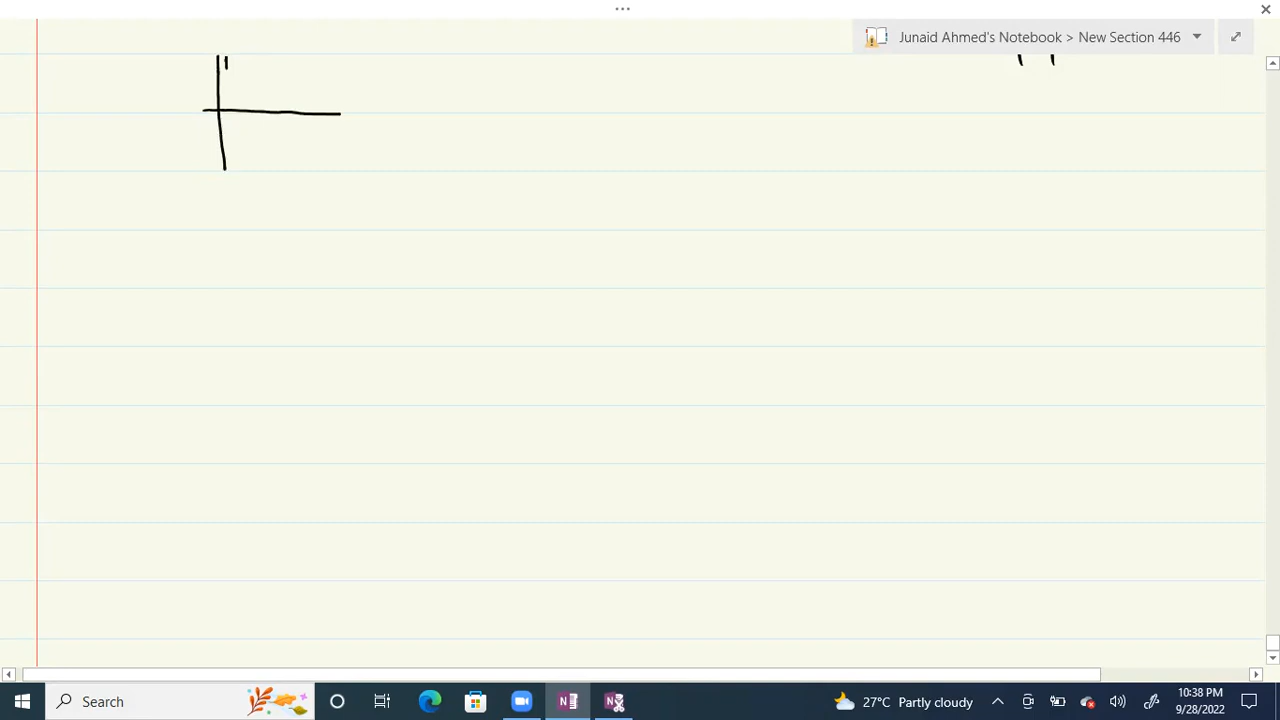 Junaid Ahmed's Notebook > New Section 446
Search
27°C Partly cloudy
10:38 PM
9/28/2022